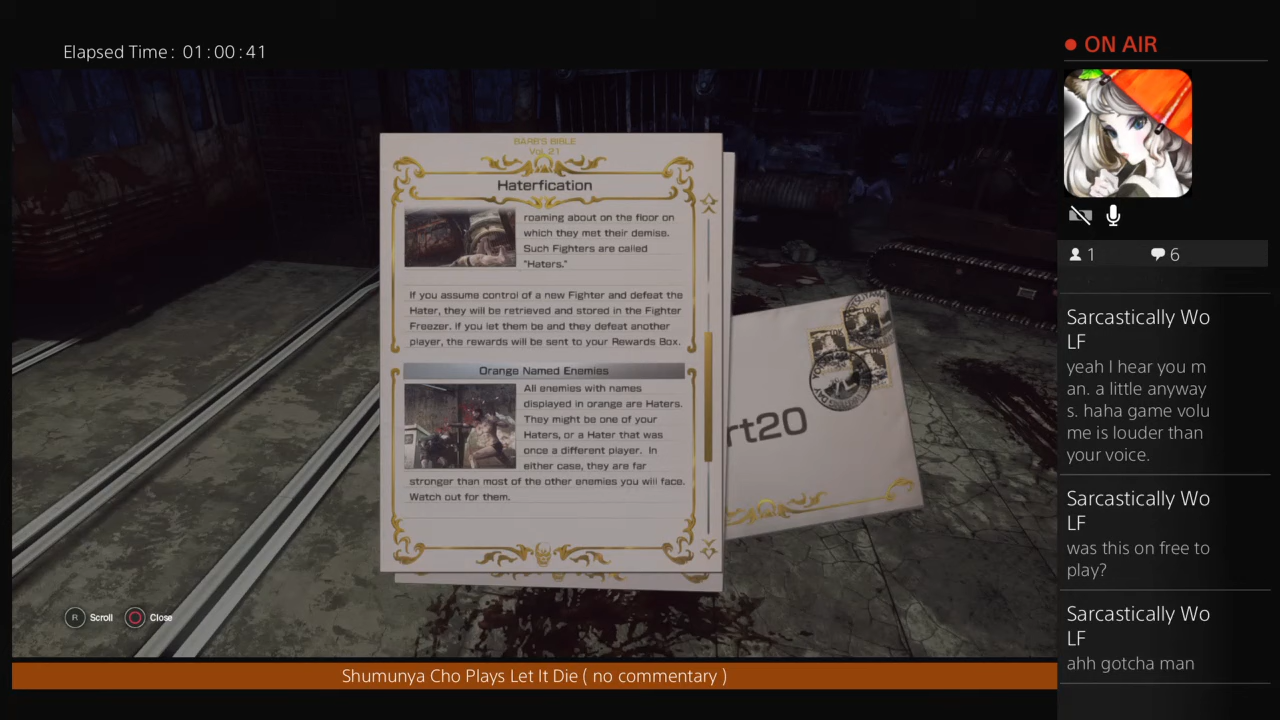 Elapsed Time: 01:00:41
ON AIR
1
6
BARB'S BIBLE
Vol. 21
Haterfication
roaming about on the floor on
which they met their demise.
Such Fighters are called
"Haters."
If you assume control of a new Fighter and defeat the
Hater, they will be retrieved and stored in the Fighter
Freezer. If you let them be and they defeat another
player, the rewards will be sent to your Rewards Box.
Orange Named Enemies
All enemies with names
displayed in orange are Haters.
They might be one of your
Haters, or a Hater that was
once a different player. In
either case, they are far
stronger than most of the other enemies you will face.
Watch out for them.
rt20
R Scroll
Close
Shumunya Cho Plays Let It Die ( no commentary )
Sarcastically Wo
LF
yeah I hear you m
an. a little anyway
s. haha game volu
me is louder than
your voice.
Sarcastically Wo
LF
was this on free to
play?
Sarcastically Wo
LF
ahh gotcha man